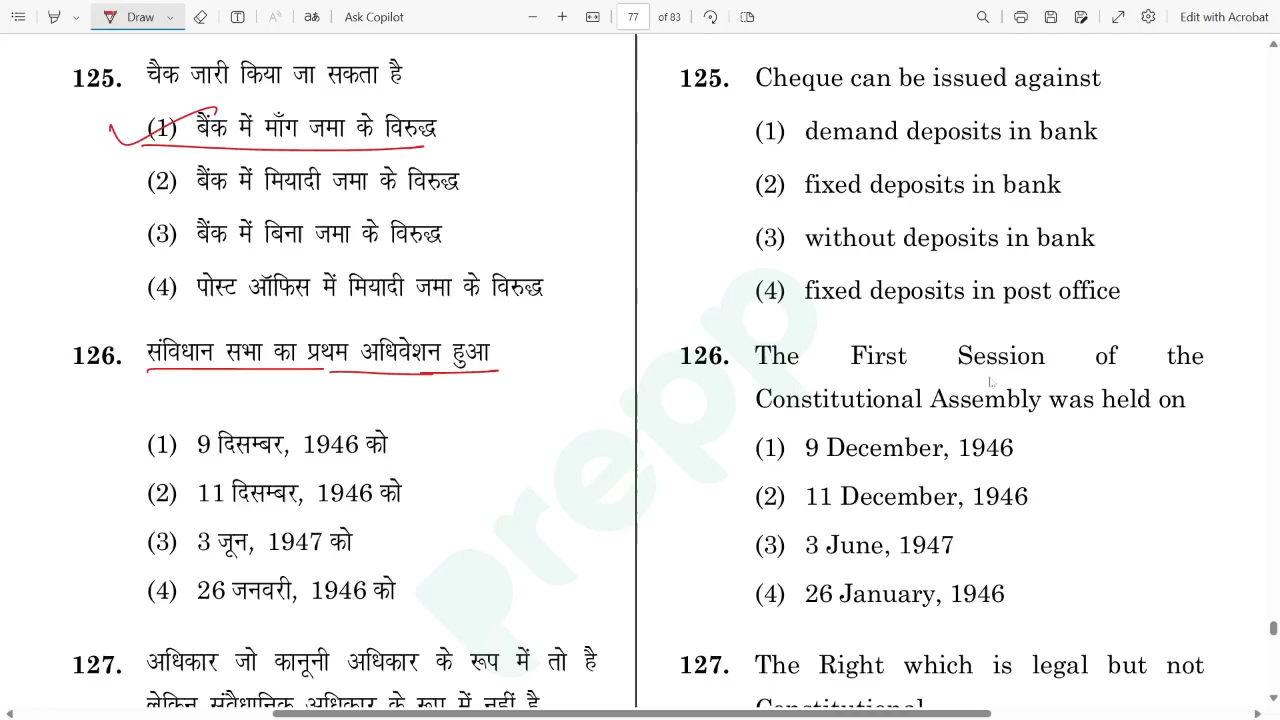 Draw
Ask Copilot
77
of 83
Edit with Acrobat
125. चैक जारी किया जा सकता है
(1) बैंक में माँग जमा के विरुद्ध
(2) बैंक में मियादी जमा के विरुद्ध
(3) बैंक में बिना जमा के विरुद्ध
(4) पोस्ट ऑफिस में मियादी जमा के विरुद्ध
126. संविधान सभा का प्रथम अधिवेशन हुआ
(1) 9 दिसम्बर, 1946 को
(2) 11 दिसम्बर, 1946 को
(3) 3 जून, 1947 को
(4) 26 जनवरी, 1946 को
127. अधिकार जो कानूनी अधिकार के रूप में तो है
लेकिन संवैधानिक अधिकार के रूप में नहीं है
125. Cheque can be issued against
(1) demand deposits in bank
(2) fixed deposits in bank
(3) without deposits in bank
(4) fixed deposits in post office
126. The First Session of the
Constitutional Assembly was held on
(1) 9 December, 1946
(2) 11 December, 1946
(3) 3 June, 1947
(4) 26 January, 1946
127. The Right which is legal but not
Constitutional
prepp